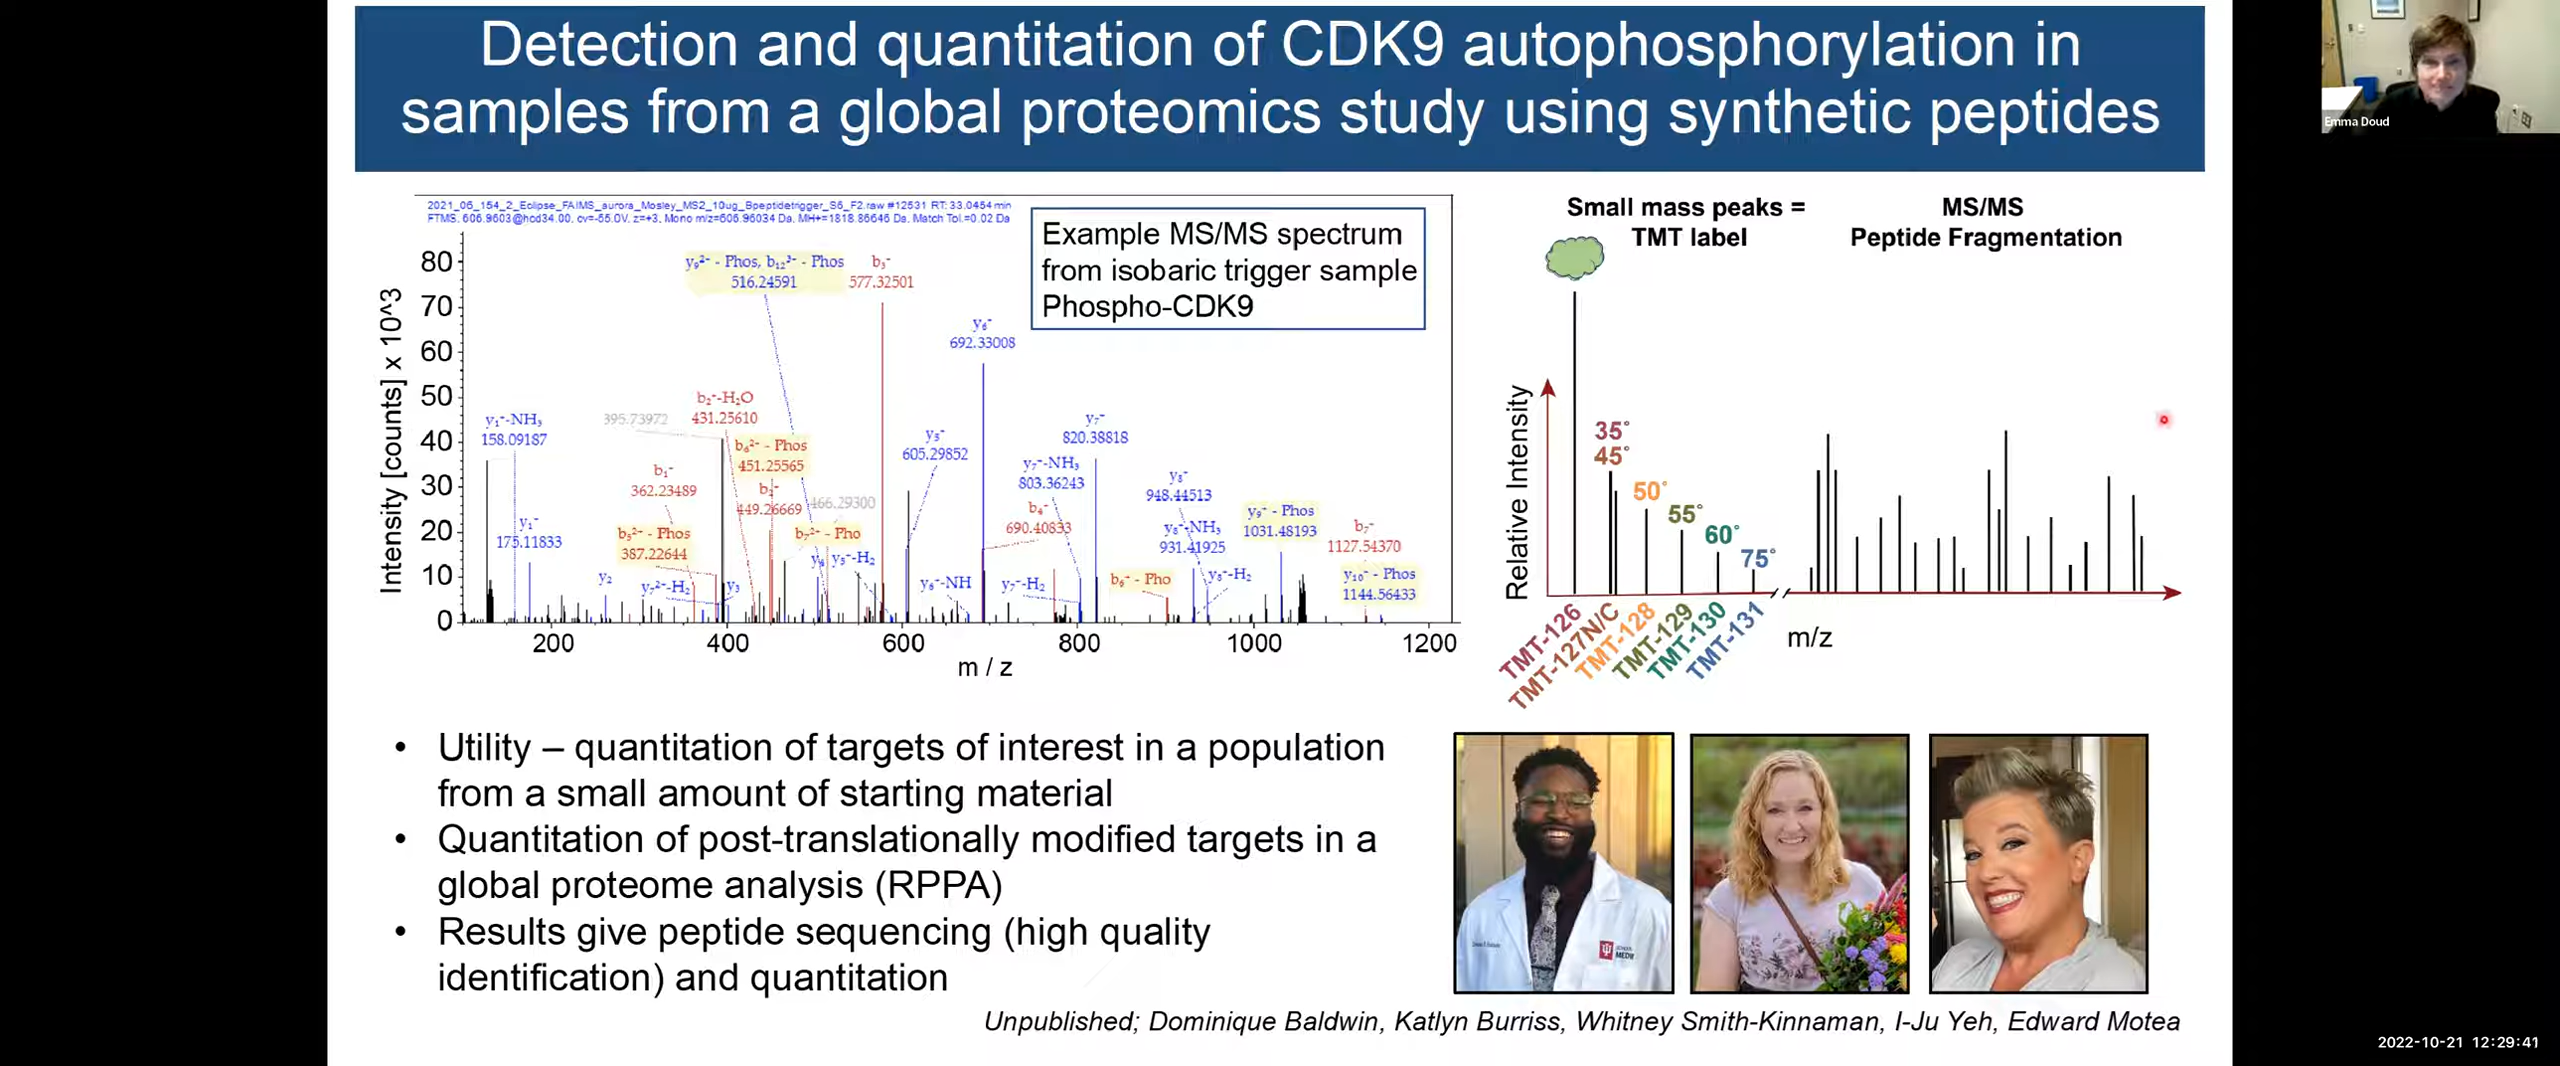 Detection and quantitation of CDK9 autophosphorylation in
samples from a global proteomics study using synthetic peptides
Emma Doud
2021_06_154_2_Eclipse_FAIMS_aurora_Mosley_MS2_10ug_Bpeptidetrigger_S6_F2.raw #12531 RT: 33.0454 min
FTMS, 606.9603@hcd34.00, cv=-55.0V, z=+3, Mono m/z=606.96034 Da, MH+=1818.86646 Da, Match Tol.=0.02 Da
Example MS/MS spectrum
from isobaric trigger sample
Phospho-CDK9
Intensity [counts] x 10^3
80
70
60
50
40
30
20
10
0
y₉²⁺ - Phos, b₁₂³⁺ - Phos
516.24591
b₃⁺
577.32501
y₆⁺
692.33008
b₂⁺-H₂O
431.25610
y₁⁺-NH₃
158.09187
395.73972
b₆²⁺ - Phos
451.25565
y₅⁺
605.29852
y₇⁺
820.38818
b₁⁺
362.23489
b₂⁺
449.26669
466.29300
y₇⁺-NH₃
803.36243
y₈⁺
948.44513
y₁⁺
175.11833
b₅²⁺ - Phos
387.22644
b₇²⁺ - Pho
b₄⁺
690.40833
y₈⁺-NH₃
931.41925
y₉⁺ - Phos
1031.48193
b₇⁺
1127.54370
y₂
y₇²⁺-H₂
y₃
y₄
y₅⁺-H₂
y₆⁺-NH
y₇⁺-H₂
b₆⁺ - Pho
y₈⁺-H₂
y₁₀⁺ - Phos
1144.56433
200
400
600
800
1000
1200
m / z
Small mass peaks =
TMT label
MS/MS
Peptide Fragmentation
Relative Intensity
35°
45°
50°
55°
60°
75°
TMT-126
TMT-127N/C
TMT-128
TMT-129
TMT-130
TMT-131
m/z
• Utility – quantitation of targets of interest in a population
from a small amount of starting material
• Quantitation of post-translationally modified targets in a
global proteome analysis (RPPA)
• Results give peptide sequencing (high quality
identification) and quantitation
Unpublished; Dominique Baldwin, Katlyn Burriss, Whitney Smith-Kinnaman, I-Ju Yeh, Edward Motea
2022-10-21 12:29:41